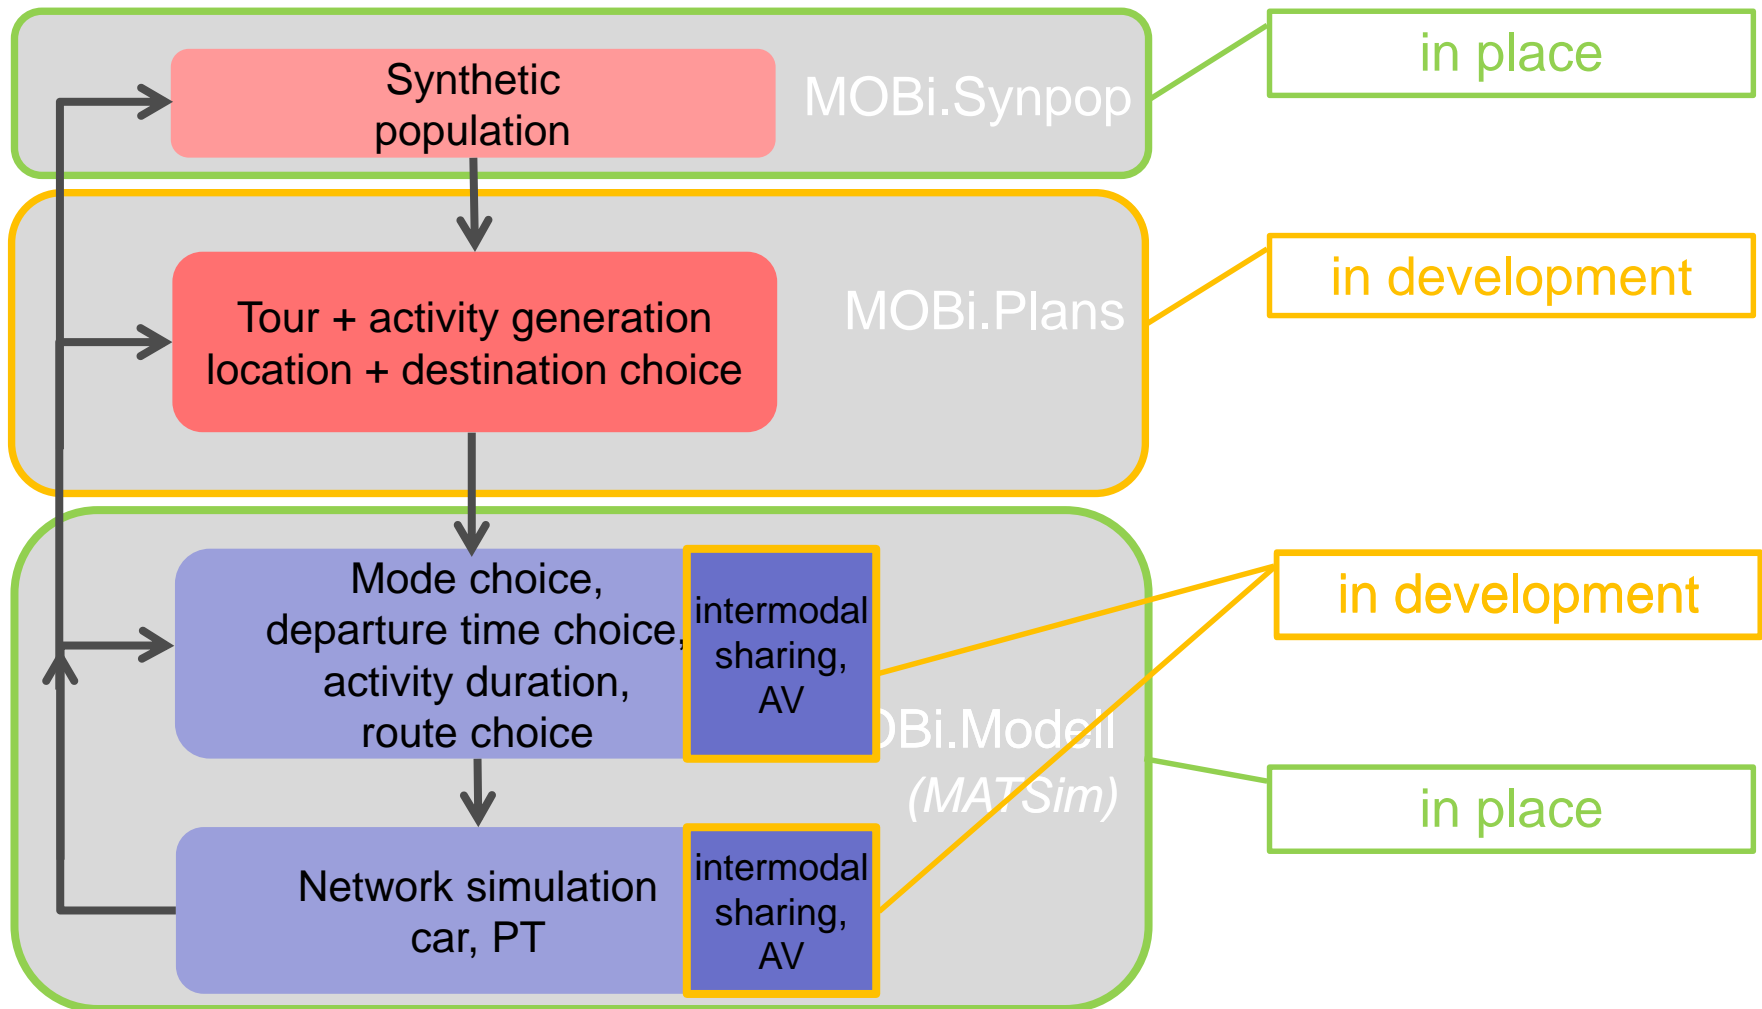 Synthetic
population
MOBi.Synpop
in place
Tour + activity generation
location + destination choice
MOBi.Plans
in development
Mode choice,
departure time choice,
activity duration,
route choice
intermodal
sharing,
AV
in development
OBi.Modell
(MATSim)
in place
Network simulation
car, PT
intermodal
sharing,
AV